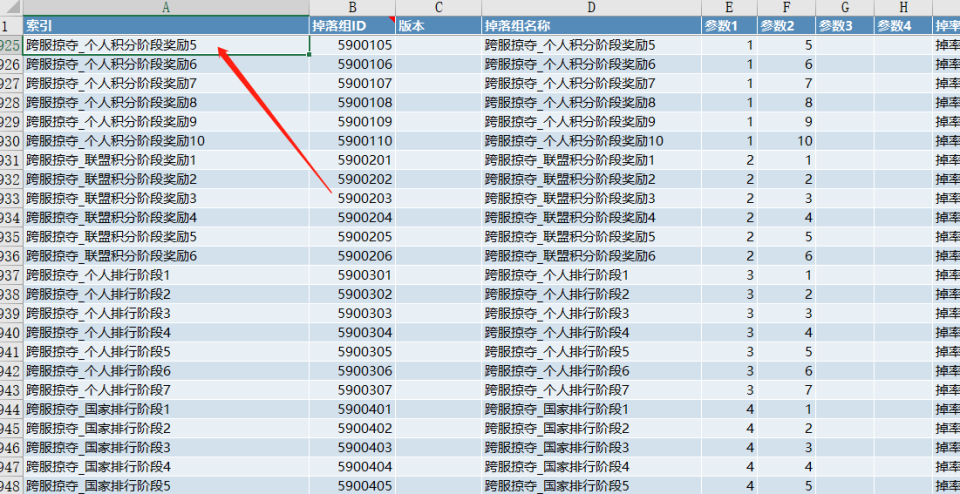 A B C D E F G H
1 索引 掉落组ID 版本 掉落组名称 参数1 参数2 参数3 参数4 掉率
925 跨服掠夺_个人积分阶段奖励5 5900105 跨服掠夺_个人积分阶段奖励5 1 5 掉率
926 跨服掠夺_个人积分阶段奖励6 5900106 跨服掠夺_个人积分阶段奖励6 1 6 掉率
927 跨服掠夺_个人积分阶段奖励7 5900107 跨服掠夺_个人积分阶段奖励7 1 7 掉率
928 跨服掠夺_个人积分阶段奖励8 5900108 跨服掠夺_个人积分阶段奖励8 1 8 掉率
929 跨服掠夺_个人积分阶段奖励9 5900109 跨服掠夺_个人积分阶段奖励9 1 9 掉率
930 跨服掠夺_个人积分阶段奖励10 5900110 跨服掠夺_个人积分阶段奖励10 1 10 掉率
931 跨服掠夺_联盟积分阶段奖励1 5900201 跨服掠夺_联盟积分阶段奖励1 2 1 掉率
932 跨服掠夺_联盟积分阶段奖励2 5900202 跨服掠夺_联盟积分阶段奖励2 2 2 掉率
933 跨服掠夺_联盟积分阶段奖励3 5900203 跨服掠夺_联盟积分阶段奖励3 2 3 掉率
934 跨服掠夺_联盟积分阶段奖励4 5900204 跨服掠夺_联盟积分阶段奖励4 2 4 掉率
935 跨服掠夺_联盟积分阶段奖励5 5900205 跨服掠夺_联盟积分阶段奖励5 2 5 掉率
936 跨服掠夺_联盟积分阶段奖励6 5900206 跨服掠夺_联盟积分阶段奖励6 2 6 掉率
937 跨服掠夺_个人排行阶段1 5900301 跨服掠夺_个人排行阶段1 3 1 掉率
938 跨服掠夺_个人排行阶段2 5900302 跨服掠夺_个人排行阶段2 3 2 掉率
939 跨服掠夺_个人排行阶段3 5900303 跨服掠夺_个人排行阶段3 3 3 掉率
940 跨服掠夺_个人排行阶段4 5900304 跨服掠夺_个人排行阶段4 3 4 掉率
941 跨服掠夺_个人排行阶段5 5900305 跨服掠夺_个人排行阶段5 3 5 掉率
942 跨服掠夺_个人排行阶段6 5900306 跨服掠夺_个人排行阶段6 3 6 掉率
943 跨服掠夺_个人排行阶段7 5900307 跨服掠夺_个人排行阶段7 3 7 掉率
944 跨服掠夺_国家排行阶段1 5900401 跨服掠夺_国家排行阶段1 4 1 掉率
945 跨服掠夺_国家排行阶段2 5900402 跨服掠夺_国家排行阶段2 4 2 掉率
946 跨服掠夺_国家排行阶段3 5900403 跨服掠夺_国家排行阶段3 4 3 掉率
947 跨服掠夺_国家排行阶段4 5900404 跨服掠夺_国家排行阶段4 4 4 掉率
948 跨服掠夺_国家排行阶段5 5900405 跨服掠夺_国家排行阶段5 4 5 掉率